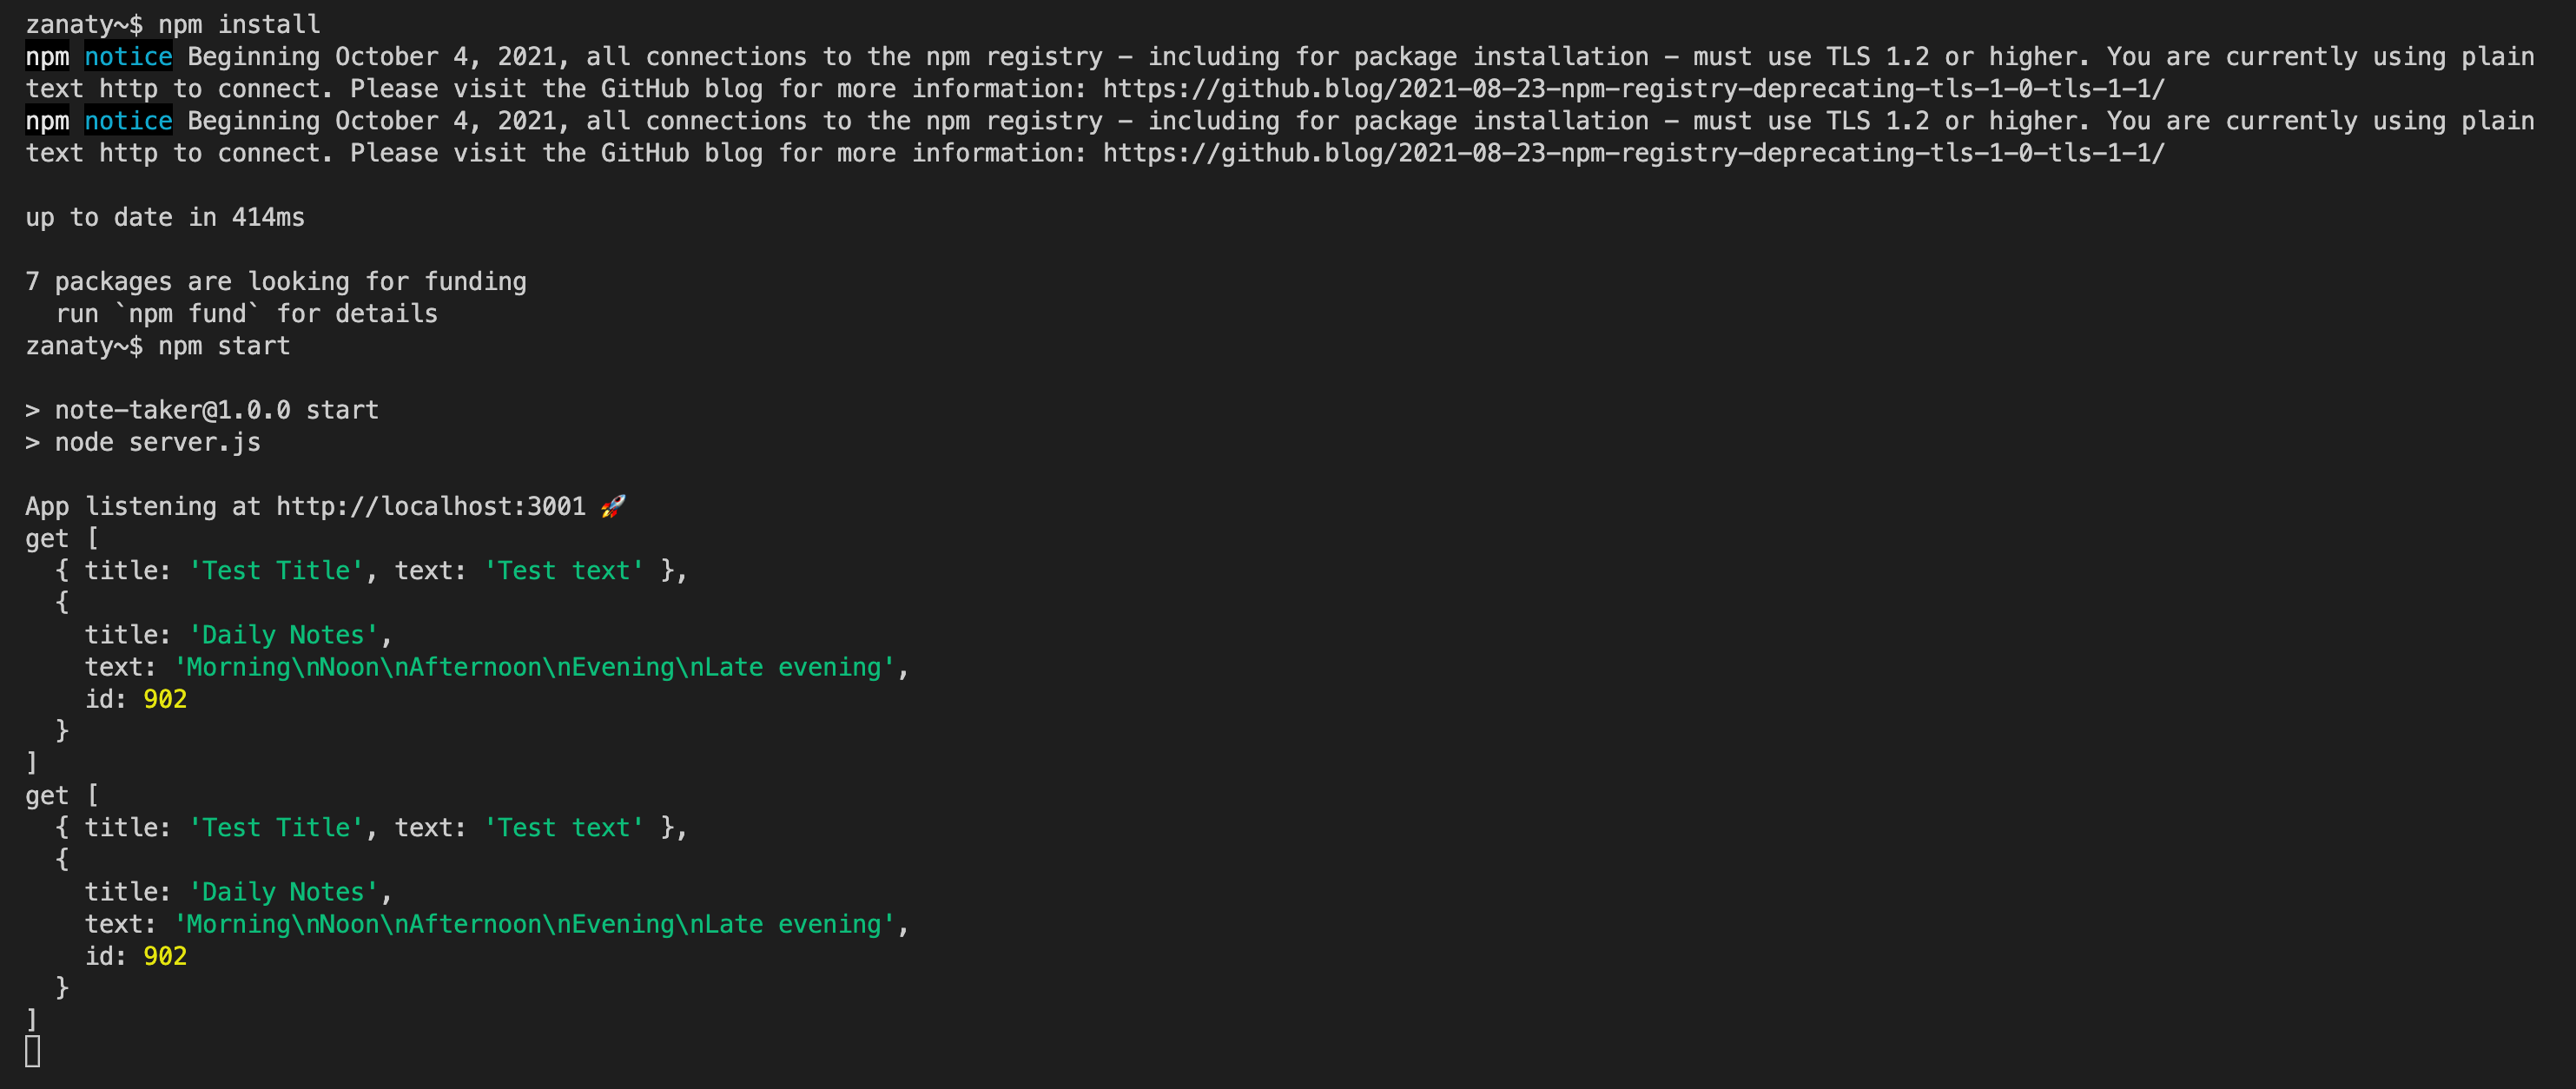 zanaty~$ npm install
npm notice Beginning October 4, 2021, all connections to the npm registry – including for package installation – must use TLS 1.2 or higher. You are currently using plain
text http to connect. Please visit the GitHub blog for more information: https://github.blog/2021-08-23-npm-registry-deprecating-tls-1-0-tls-1-1/
npm notice Beginning October 4, 2021, all connections to the npm registry – including for package installation – must use TLS 1.2 or higher. You are currently using plain
text http to connect. Please visit the GitHub blog for more information: https://github.blog/2021-08-23-npm-registry-deprecating-tls-1-0-tls-1-1/

up to date in 414ms

7 packages are looking for funding
  run `npm fund` for details
zanaty~$ npm start

> note-taker@1.0.0 start
> node server.js

App listening at http://localhost:3001 🚀
get [
  { title: 'Test Title', text: 'Test text' },
  {
    title: 'Daily Notes',
    text: 'Morning\nNoon\nAfternoon\nEvening\nLate evening',
    id: 902
  }
]
get [
  { title: 'Test Title', text: 'Test text' },
  {
    title: 'Daily Notes',
    text: 'Morning\nNoon\nAfternoon\nEvening\nLate evening',
    id: 902
  }
]